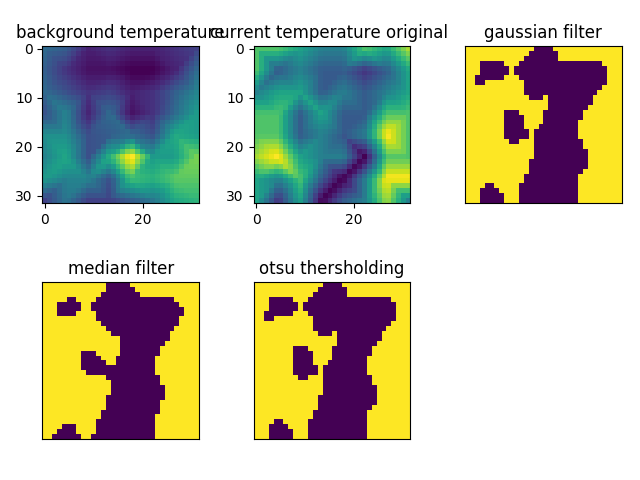 background temperature
current temperature original
gaussian filter
0
10
20
30
0
20
0
10
20
30
0
20
median filter
otsu thersholding